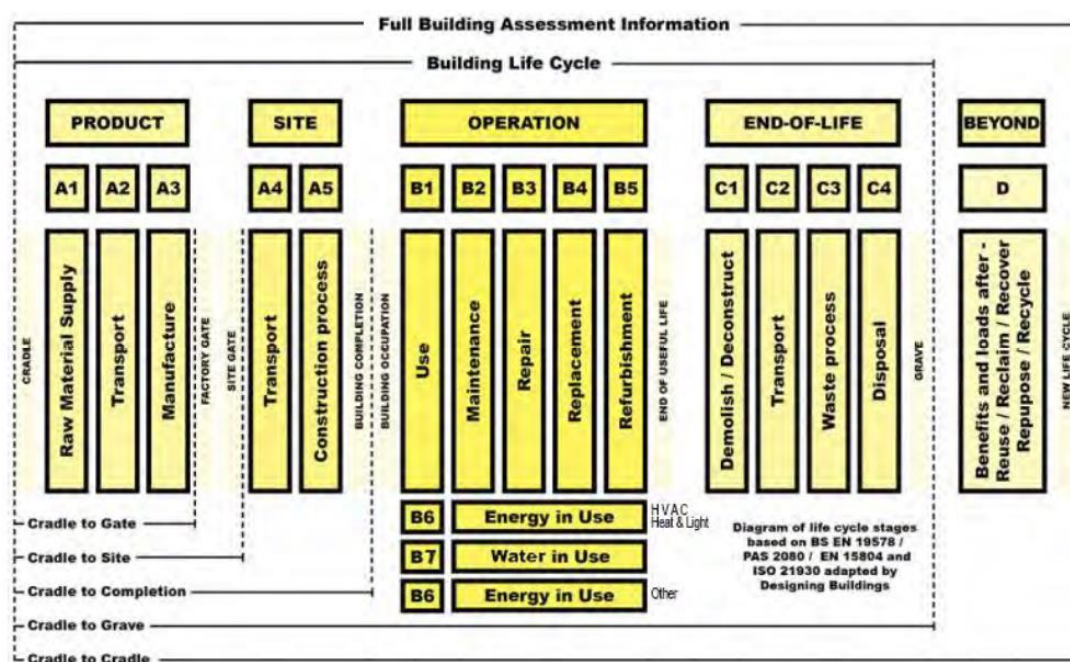 Full Building Assessment Information
Building Life Cycle
PRODUCT
SITE
OPERATION
END-OF-LIFE
BEYOND
A1
A2
A3
A4
A5
B1
B2
B3
B4
B5
C1
C2
C3
C4
D
CRADLE
Raw Material Supply
Transport
Manufacture
FACTORY GATE
SITE GATE
Transport
Construction process
BUILDING COMPLETION
BUILDING OCCUPATION
Use
Maintenance
Repair
Replacement
Refurbishment
END OF USEFUL LIFE
Demolish / Deconstruct
Transport
Waste process
Disposal
GRAVE
Benefits and loads after -
Reuse / Reclaim / Recover
Repupose / Recycle
NEW LIFE CYCLE
B6
Energy in Use
HVAC
Heat & Light
B7
Water in Use
B6
Energy in Use
Other
Cradle to Gate
Cradle to Site
Cradle to Completion
Cradle to Grave
Cradle to Cradle
Diagram of life cycle stages
based on BS EN 19578 /
PAS 2080 / EN 15804 and
ISO 21930 adapted by
Designing Buildings